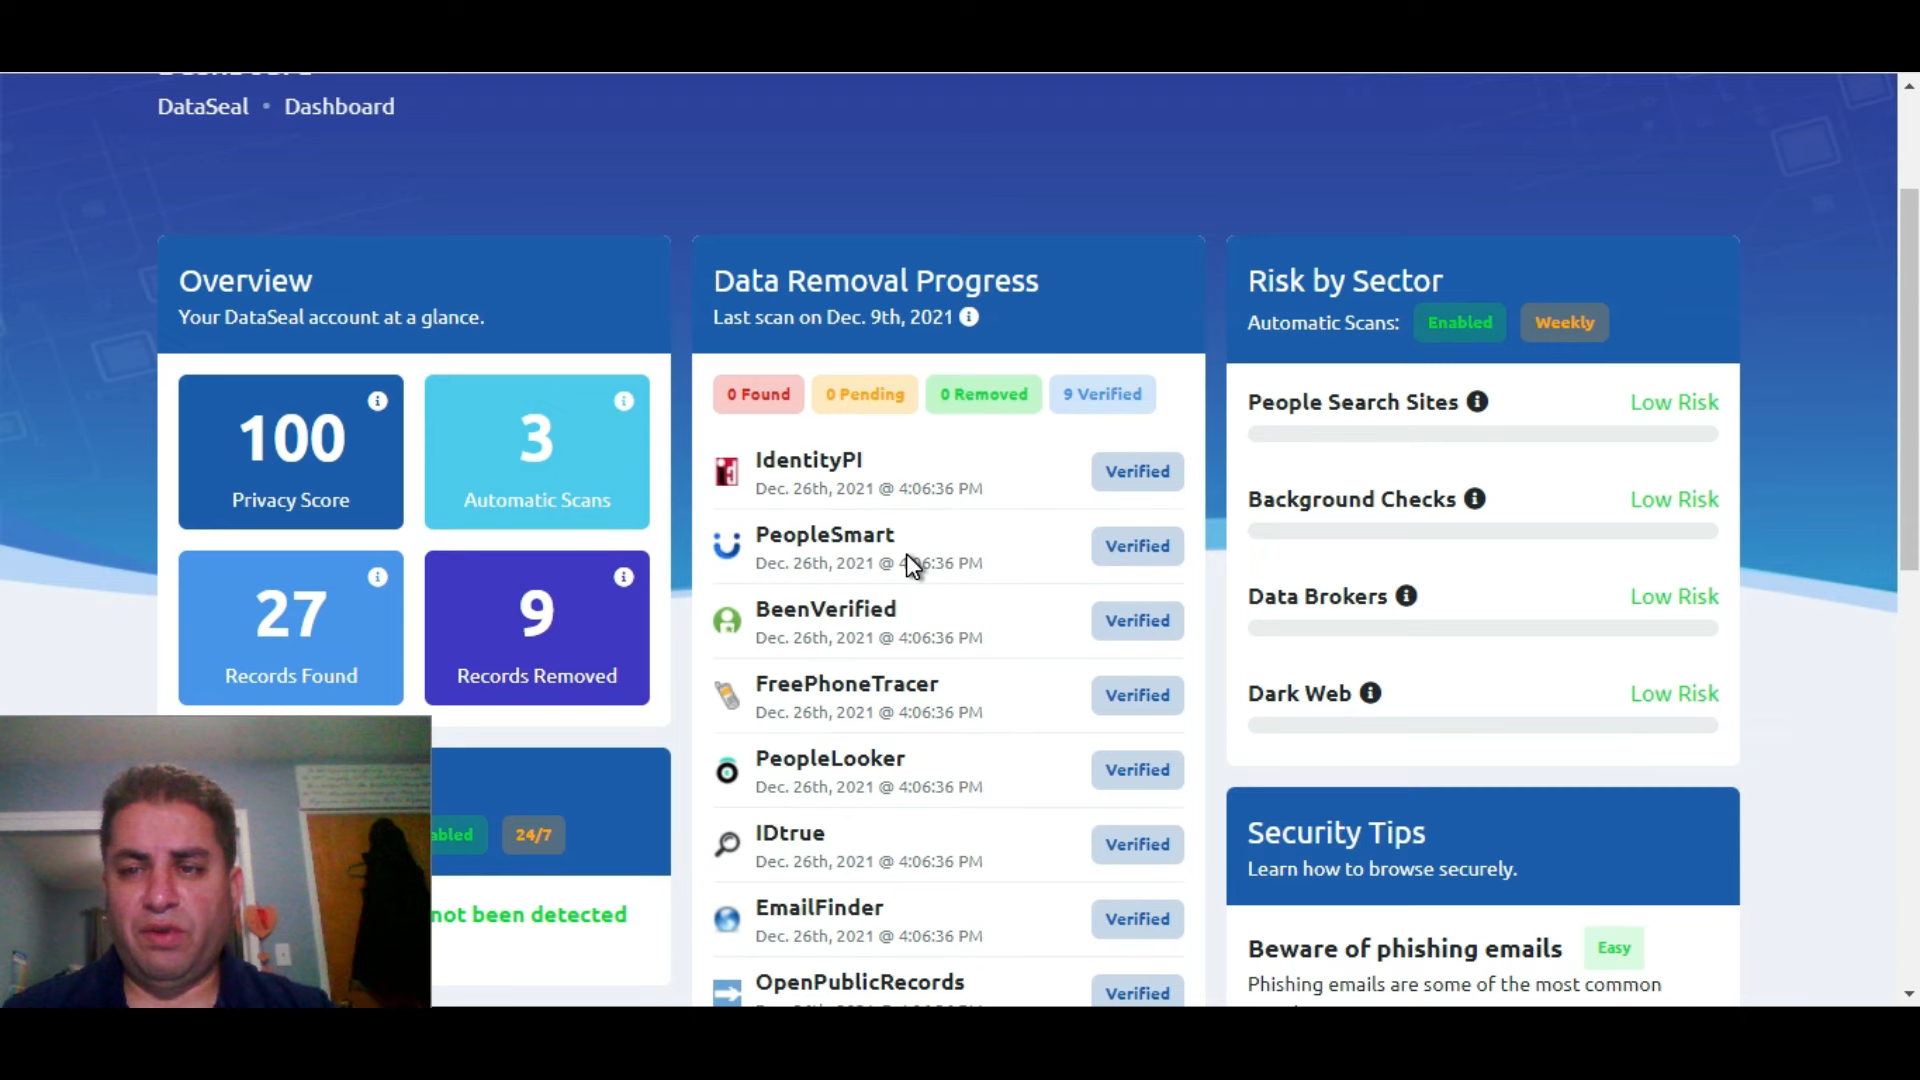 DataSeal • Dashboard
Overview
Your DataSeal account at a glance.
100
Privacy Score
3
Automatic Scans
27
Records Found
9
Records Removed
24/7
not been detected
Data Removal Progress
Last scan on Dec. 9th, 2021
0 Found
0 Pending
0 Removed
9 Verified
IdentityPI
Dec. 26th, 2021 @ 4:06:36 PM
Verified
PeopleSmart
Dec. 26th, 2021 @ 4:06:36 PM
Verified
BeenVerified
Dec. 26th, 2021 @ 4:06:36 PM
Verified
FreePhoneTracer
Dec. 26th, 2021 @ 4:06:36 PM
Verified
PeopleLooker
Dec. 26th, 2021 @ 4:06:36 PM
Verified
IDtrue
Dec. 26th, 2021 @ 4:06:36 PM
Verified
EmailFinder
Dec. 26th, 2021 @ 4:06:36 PM
Verified
OpenPublicRecords
Verified
Risk by Sector
Automatic Scans: Enabled Weekly
People Search Sites Low Risk
Background Checks Low Risk
Data Brokers Low Risk
Dark Web Low Risk
Security Tips
Learn how to browse securely.
Beware of phishing emails Easy
Phishing emails are some of the most common